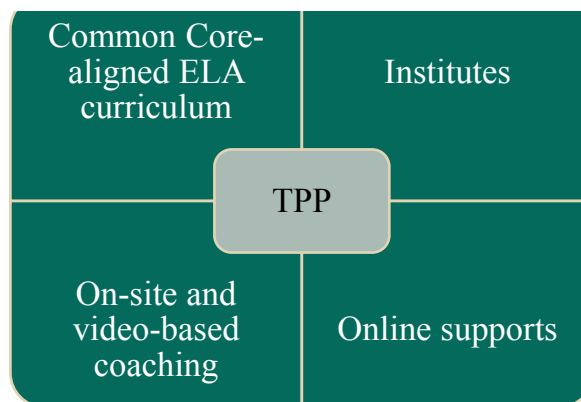 Common Core-
aligned ELA
curriculum
Institutes
TPP
On-site and
video-based
coaching
Online supports